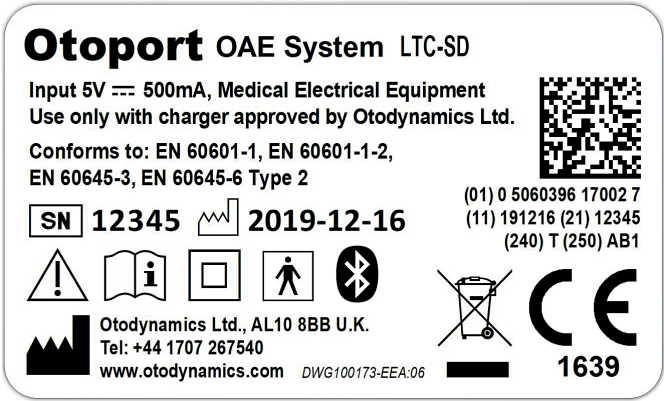 Otoport OAE System LTC-SD
Input 5V ⎓ 500mA, Medical Electrical Equipment
Use only with charger approved by Otodynamics Ltd.
Conforms to: EN 60601-1, EN 60601-1-2,
EN 60645-3, EN 60645-6 Type 2
(01) 0 5060396 17002 7
(11) 191216 (21) 12345
(240) T (250) AB1
SN 12345 2019-12-16
i
CE
1639
Otodynamics Ltd., AL10 8BB U.K.
Tel: +44 1707 267540
www.otodynamics.com DWG100173-EEA:06